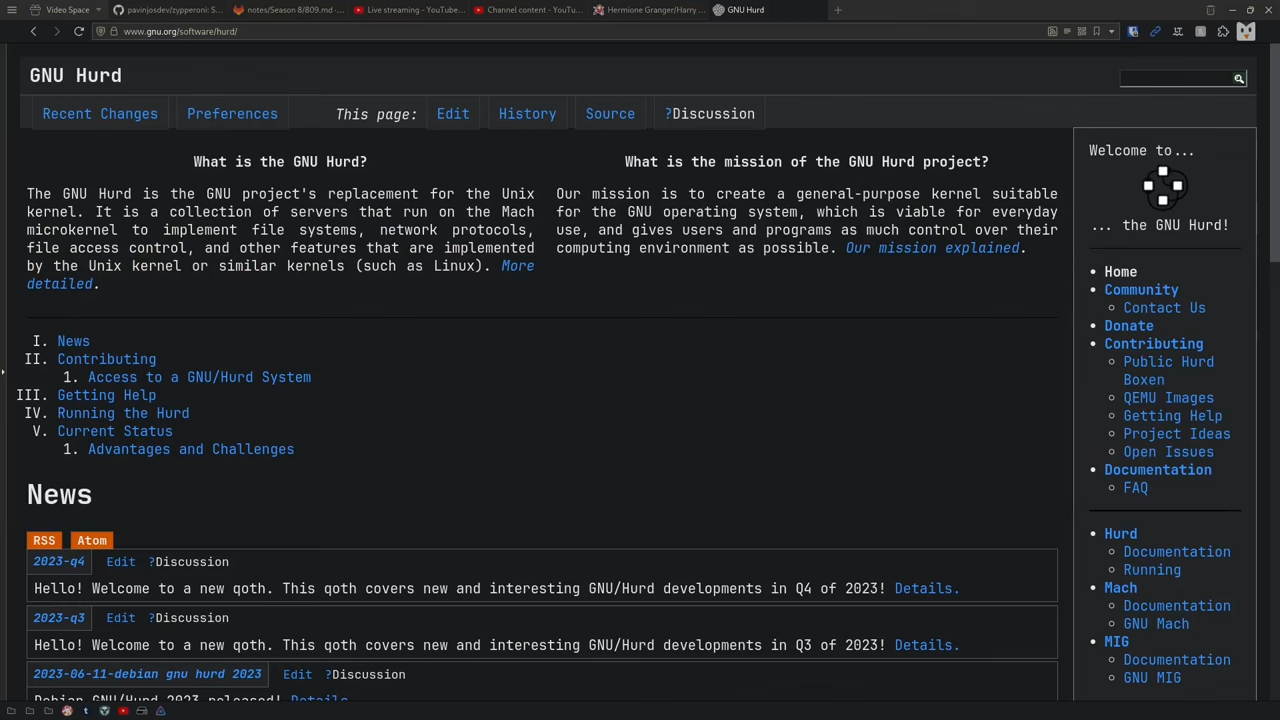 Video Space
pavinjosdev/zypperoni: S...
notes/Season 8/809.md ·...
Live streaming - YouTube...
Channel content - YouTu...
Hermione Granger/Harry ...
GNU Hurd
www.gnu.org/software/hurd/
GNU Hurd
Recent Changes
Preferences
This page:
Edit
History
Source
?Discussion
What is the GNU Hurd?
The GNU Hurd is the GNU project's replacement for the Unix
kernel. It is a collection of servers that run on the Mach
microkernel to implement file systems, network protocols,
file access control, and other features that are implemented
by the Unix kernel or similar kernels (such as Linux). More
detailed.
What is the mission of the GNU Hurd project?
Our mission is to create a general-purpose kernel suitable
for the GNU operating system, which is viable for everyday
use, and gives users and programs as much control over their
computing environment as possible. Our mission explained.
I. News
II. Contributing
1. Access to a GNU/Hurd System
III. Getting Help
IV. Running the Hurd
V. Current Status
1. Advantages and Challenges
News
RSS Atom
2023-q4 Edit ?Discussion
Hello! Welcome to a new qoth. This qoth covers new and interesting GNU/Hurd developments in Q4 of 2023! Details.
2023-q3 Edit ?Discussion
Hello! Welcome to a new qoth. This qoth covers new and interesting GNU/Hurd developments in Q3 of 2023! Details.
2023-06-11-debian gnu hurd 2023 Edit ?Discussion
Debian GNU/Hurd 2023 released! Details.
Welcome to...
... the GNU Hurd!
Home
Community
Contact Us
Donate
Contributing
Public Hurd
Boxen
QEMU Images
Getting Help
Project Ideas
Open Issues
Documentation
FAQ
Hurd
Documentation
Running
Mach
Documentation
GNU Mach
MIG
Documentation
GNU MIG